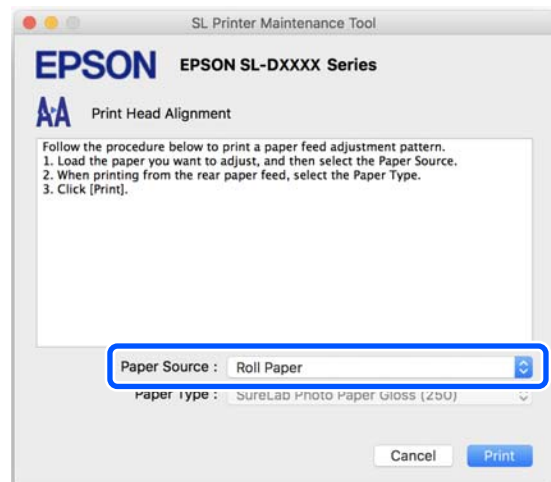 SL Printer Maintenance Tool
EPSON EPSON SL-DXXXX Series
Print Head Alignment
Follow the procedure below to print a paper feed adjustment pattern.
1. Load the paper you want to adjust, and then select the Paper Source.
2. When printing from the rear paper feed, select the Paper Type.
3. Click [Print].
Paper Source : Roll Paper
Paper Type : SureLab Photo Paper Gloss (250)
Cancel Print